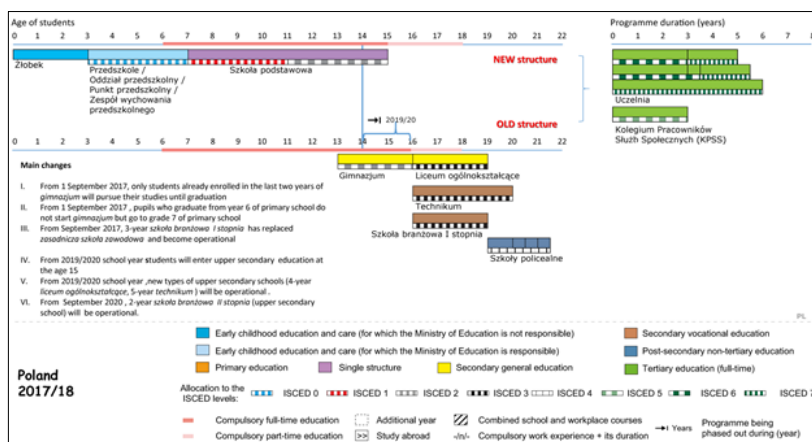 Age of students
Programme duration (years)
0 1 2 3 4 5 6 7 8 9 10 11 12 13 14 15 16 17 18 19 20 21 22
0 1 2 3 4 5 6 7 8
NEW structure
Żłobek
Przedszkole /
Oddział przedszkolny /
Punkt przedszkolny /
Zespół wychowania
przedszkolnego
Szkoła podstawowa
Uczelnia
2019/20
OLD structure
Kolegium Pracowników
Służb Społecznych (KPSS)
0 1 2 3 4 5 6 7 8 9 10 11 12 13 14 15 16 17 18 19 20 21 22
Main changes
Gimnazjum
Liceum ogólnokształcące
I. From 1 September 2017, only students already enrolled in the last two years of
gimnazjum will pursue their studies until graduation
II. From 1 September 2017 , pupils who graduate from year 6 of primary school do
not start gimnazjum but go to grade 7 of primary school
III. From September 2017, 3-year szkoła branżowa I stopnia has replaced
zasadnicza szkoła zawodowa and become operational
Technikum
Szkoła branżowa I stopnia
Szkoły policealne
IV. From 2019/2020 school year students will enter upper secondary education at
the age 15
V. From 2019/2020 school year ,new types of upper secondary schools (4-year
liceum ogólnokształcące, 5-year technikum ) will be operational .
VI. From September 2020 , 2-year szkoła branżowa II stopnia (upper secondary
school) will be operational.
PL
Early childhood education and care (for which the Ministry of Education is not responsible)
Secondary vocational education
Early childhood education and care (for which the Ministry of Education is responsible)
Post-secondary non-tertiary education
Primary education
Single structure
Secondary general education
Tertiary education (full-time)
Poland
2017/18
Allocation to the
ISCED levels:
ISCED 0
ISCED 1
ISCED 2
ISCED 3
ISCED 4
ISCED 5
ISCED 6
ISCED 7
Compulsory full-time education
Additional year
Combined school and workplace courses
Years
Programme being
phased out during (year)
Compulsory part-time education
>>
Study abroad
-/n/-
Compulsory work experience + its duration